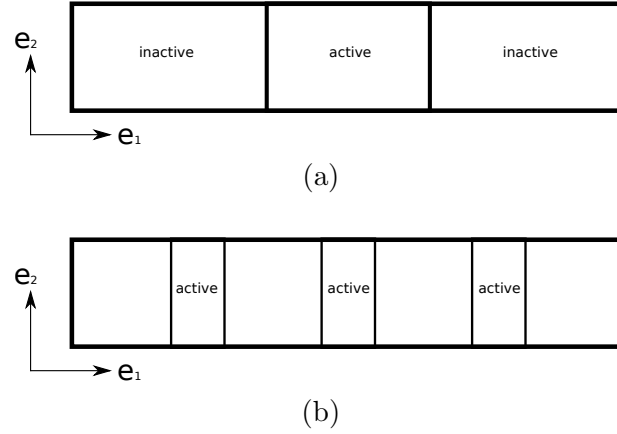 e₂
inactive active inactive
e₁
(a)
e₂
active active active
e₁
(b)